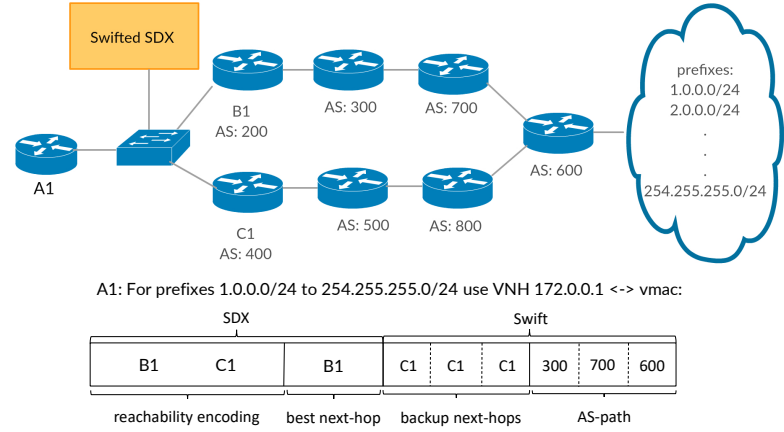 Swifted SDX
A1
B1
AS: 200
AS: 300
AS: 700
C1
AS: 400
AS: 500
AS: 800
AS: 600
prefixes:
1.0.0.0/24
2.0.0.0/24
.
.
.
254.255.255.0/24
A1: For prefixes 1.0.0.0/24 to 254.255.255.0/24 use VNH 172.0.0.1 <-> vmac:
SDX Swift
B1 C1 B1 C1 C1 C1 300 700 600
reachability encoding best next-hop backup next-hops AS-path